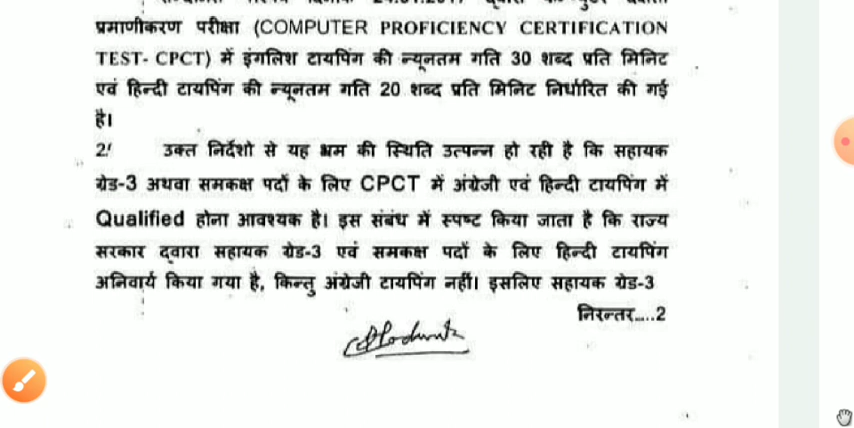 प्रमाणीकरण परीक्षा (COMPUTER PROFICIENCY CERTIFICATION
TEST- CPCT) में इंगलिश टायपिंग की न्यूनतम गति 30 शब्द प्रति मिनिट
एवं हिन्दी टायपिंग की न्यूनतम गति 20 शब्द प्रति मिनिट निर्धारित की गई
है।
2. उक्त निर्देशो से यह भ्रम की स्थिति उत्पन्न हो रही है कि सहायक
ग्रेड-3 अथवा समकक्ष पदों के लिए CPCT में अंग्रेजी एवं हिन्दी टायपिंग में
Qualified होना आवश्यक है। इस संबंध में स्पष्ट किया जाता है कि राज्य
सरकार द्वारा सहायक ग्रेड-3 एवं समकक्ष पदों के लिए हिन्दी टायपिंग
अनिवार्य किया गया है, किन्तु अंग्रेजी टायपिंग नहीं। इसलिए सहायक ग्रेड-3
निरन्तर.....2